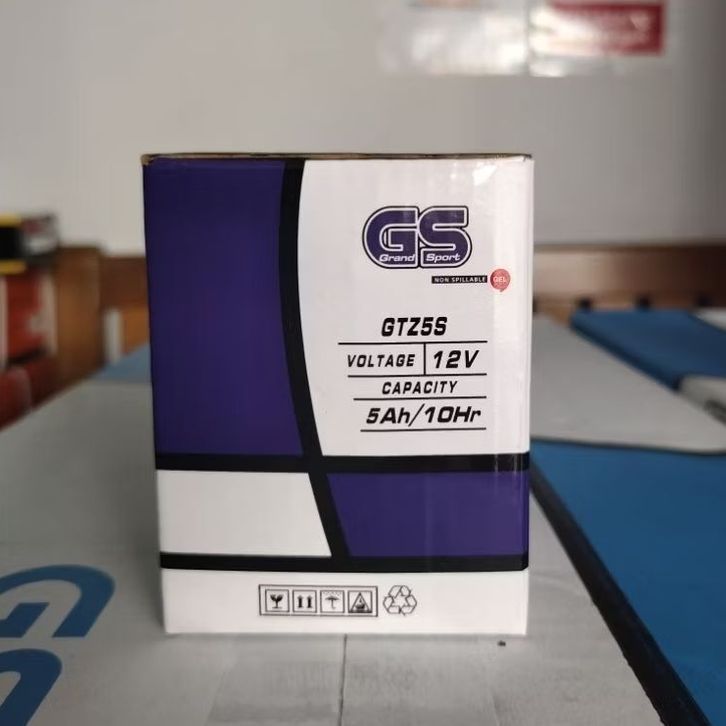 GS
Grand Sport
NON SPILLABLE GEL
GTZ5S
VOLTAGE 12V
CAPACITY
5Ah/10Hr